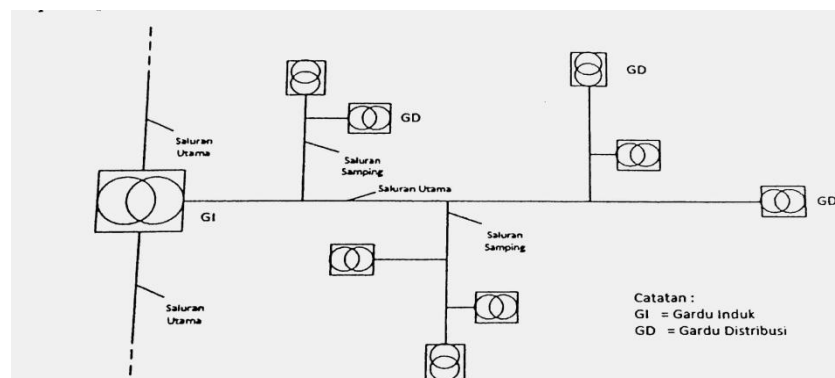 GD
GD
Saluran
Utama
Saluran
Samping
Saluran Utama
GD
GI
Saluran
Samping
Saluran
Utama
Catatan :
GI = Gardu Induk
GD = Gardu Distribusi